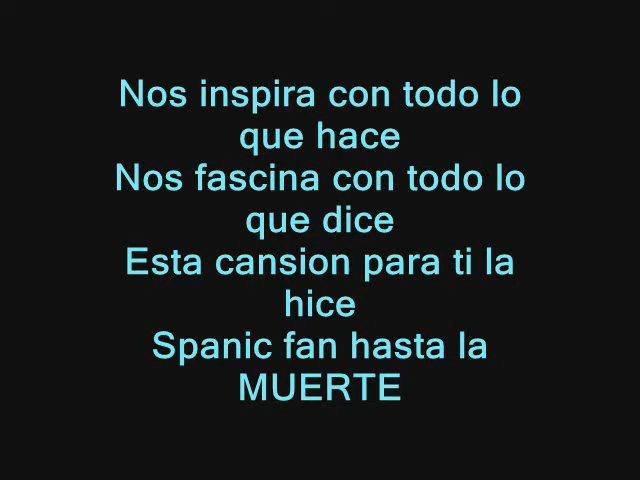 Nos inspira con todo lo
que hace
Nos fascina con todo lo
que dice
Esta cansion para ti la
hice
Spanic fan hasta la
MUERTE